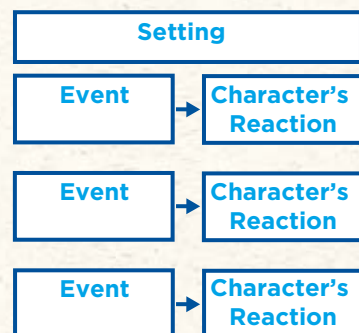 Setting
Event
Character's
Reaction
Event
Character's
Reaction
Event
Character's
Reaction